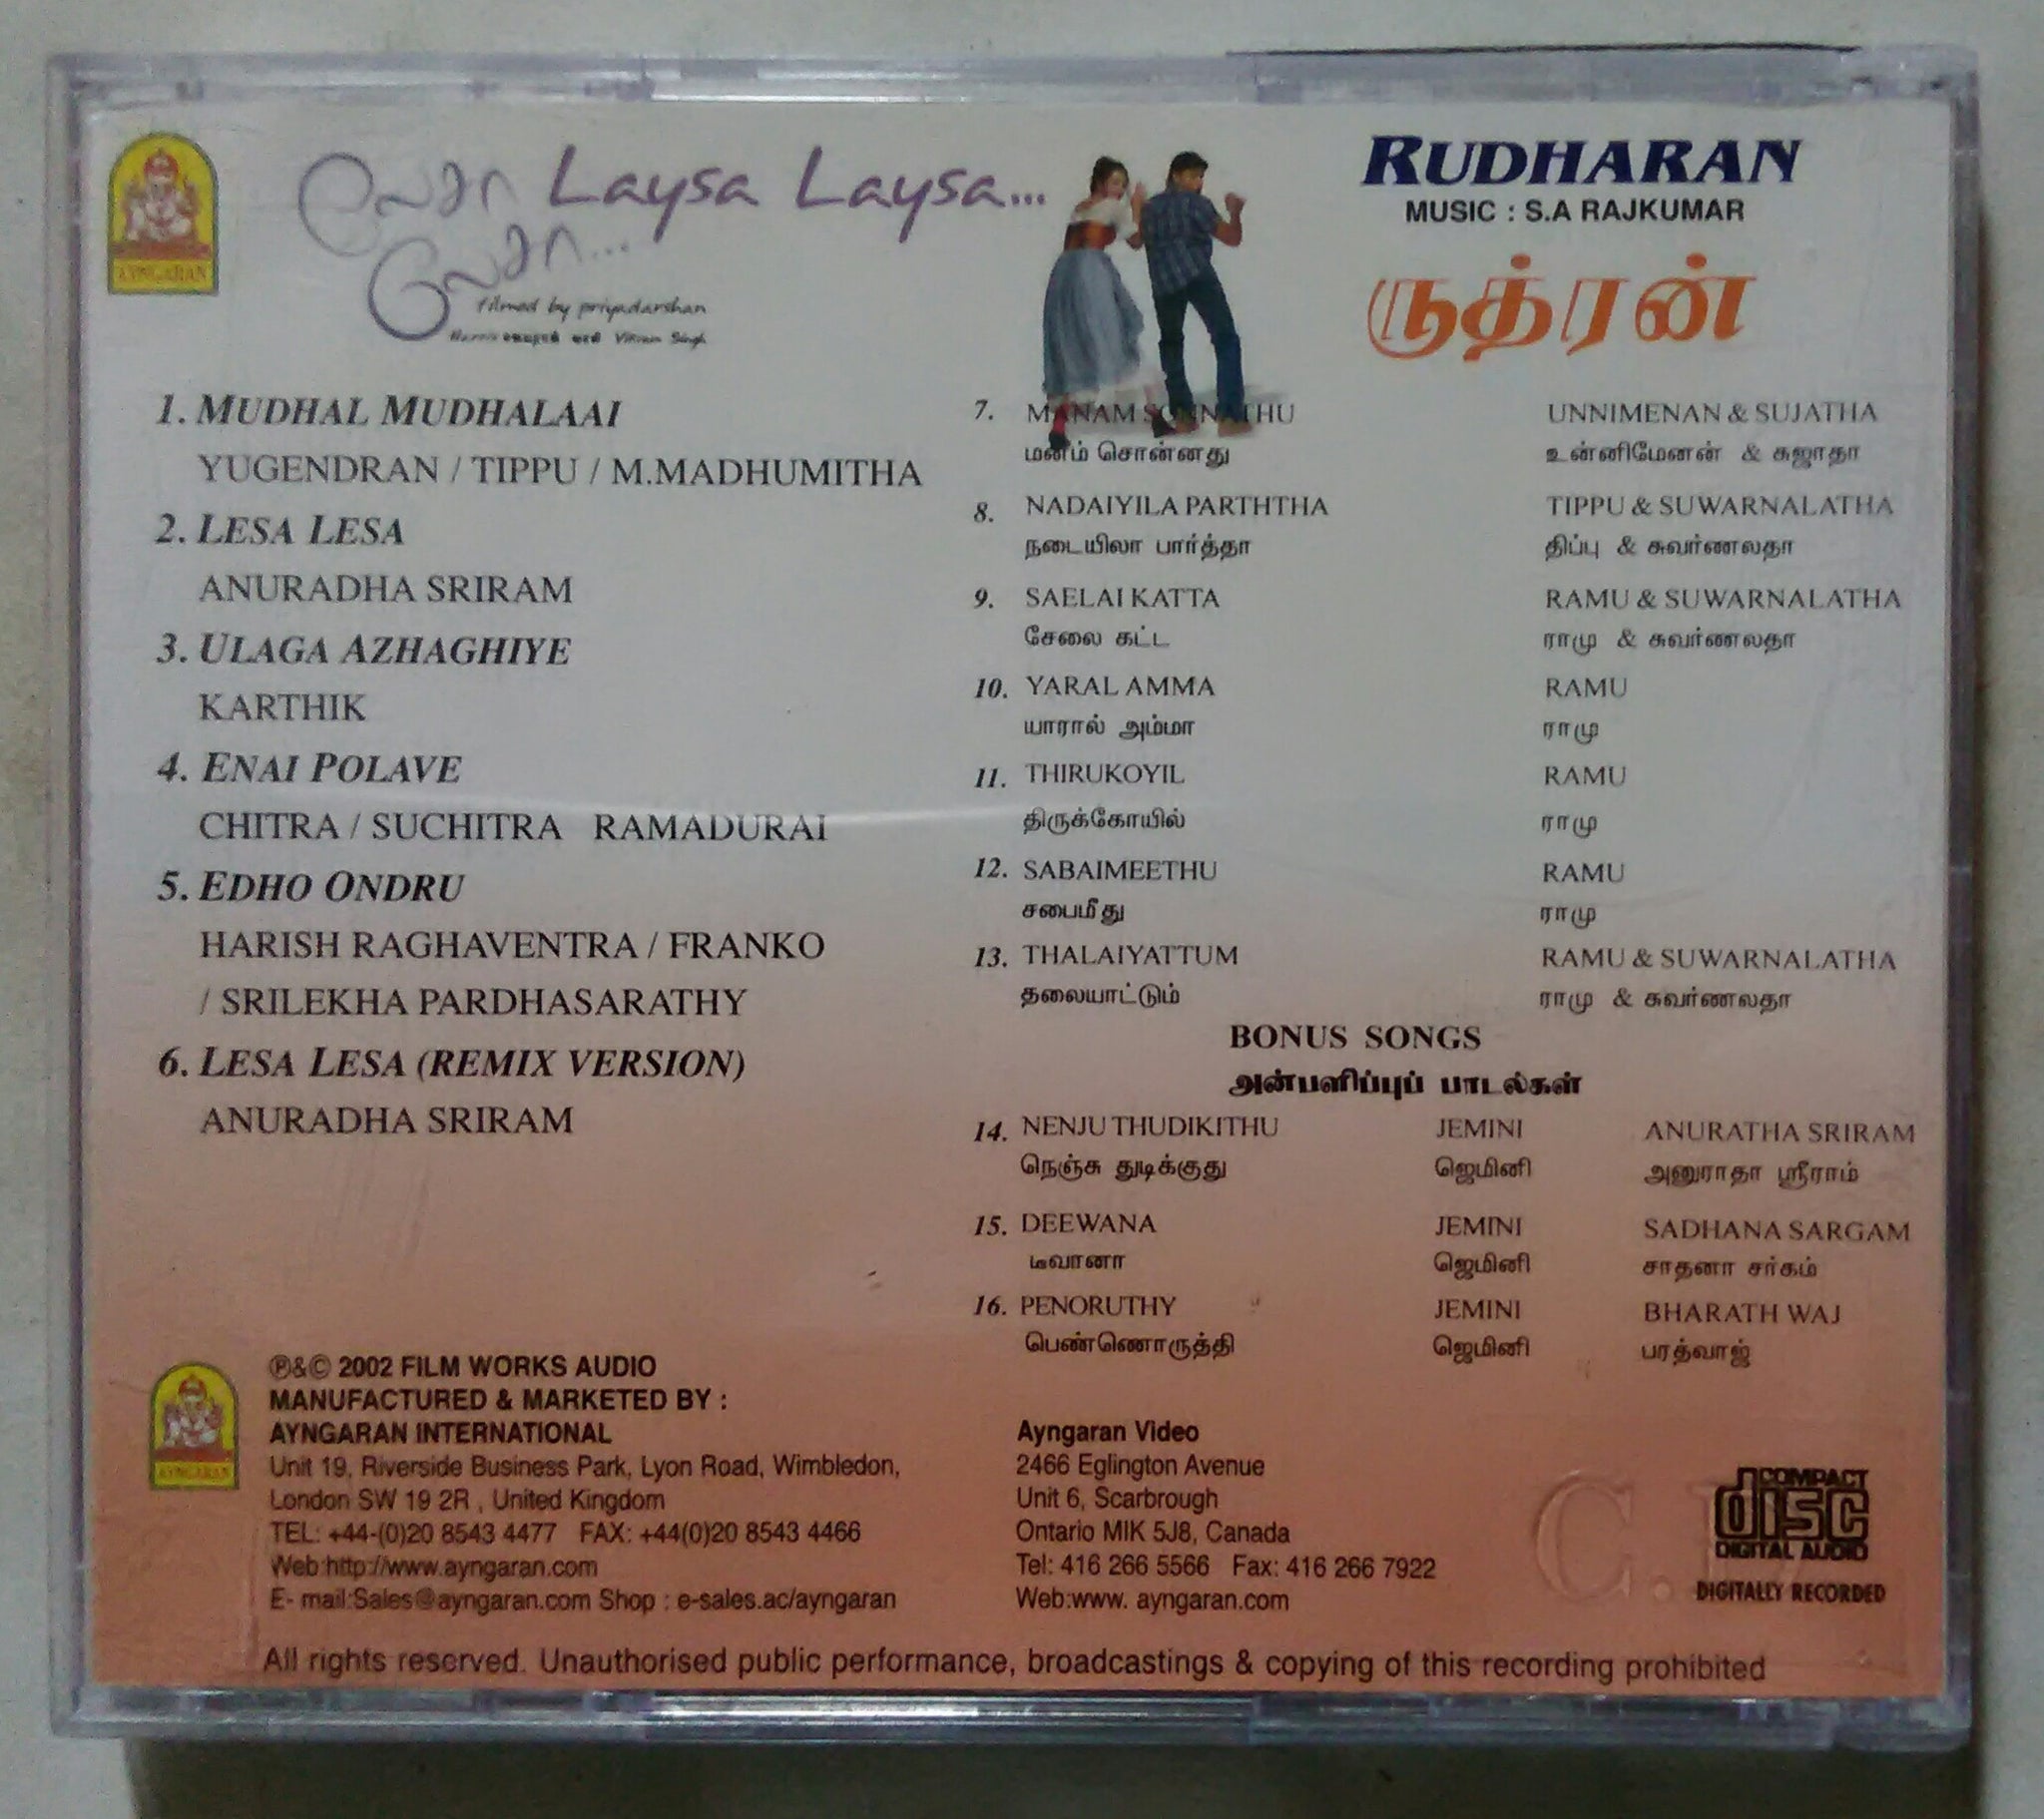 AYNGARAN
லேசா Laysa Laysa...
லேசா...
filmed by priyadarshan
Vikram Singh
RUDHARAN
MUSIC : S.A RAJKUMAR
ருத்ரன்
1. MUDHAL MUDHALAAI
YUGENDRAN / TIPPU / M.MADHUMITHA
2. LESA LESA
ANURADHA SRIRAM
3. ULAGA AZHAGHIYE
KARTHIK
4. ENAI POLAVE
CHITRA / SUCHITRA RAMADURAI
5. EDHO ONDRU
HARISH RAGHAVENTRA / FRANKO
/ SRILEKHA PARDHASARATHY
6. LESA LESA (REMIX VERSION)
ANURADHA SRIRAM
7. MANAM SONNATHU UNNIMENAN & SUJATHA
மனம் சொன்னது உன்னிமேனன் & சுஜாதா
8. NADAIYILA PARTHTHA TIPPU & SUWARNALATHA
நடையிலா பார்த்தா திப்பு & சுவர்ணலதா
9. SAELAI KATTA RAMU & SUWARNALATHA
சேலை கட்ட ராமு & சுவர்ணலதா
10. YARAL AMMA RAMU
யாரால் அம்மா ராமு
11. THIRUKOYIL RAMU
திருக்கோயில் ராமு
12. SABAIMEETHU RAMU
சபைமீது ராமு
13. THALAIYATTUM RAMU & SUWARNALATHA
தலையாட்டும் ராமு & சுவர்ணலதா
BONUS SONGS
அன்பளிப்புப் பாடல்கள்
14. NENJU THUDIKITHU JEMINI ANURATHA SRIRAM
நெஞ்சு துடிக்குது ஜெமினி அனுராதா ஸ்ரீராம்
15. DEEWANA JEMINI SADHANA SARGAM
டீவானா ஜெமினி சாதனா சர்கம்
16. PENORUTHY JEMINI BHARATH WAJ
பெண்ணொருத்தி ஜெமினி பரத்வாஜ்
AYNGARAN
℗&© 2002 FILM WORKS AUDIO
MANUFACTURED & MARKETED BY :
AYNGARAN INTERNATIONAL
Unit 19, Riverside Business Park, Lyon Road, Wimbledon,
London SW 19 2R , United Kingdom
TEL: +44-(0)20 8543 4477 FAX: +44(0)20 8543 4466
Web:http://www.ayngaran.com
E- mail:Sales@ayngaran.com Shop : e-sales.ac/ayngaran
Ayngaran Video
2466 Eglington Avenue
Unit 6, Scarbrough
Ontario MIK 5J8, Canada
Tel: 416 266 5566 Fax: 416 266 7922
Web:www. ayngaran.com
C.D
COMPACT
disc
DIGITAL AUDIO
DIGITALLY RECORDED
All rights reserved. Unauthorised public performance, broadcastings & copying of this recording prohibited